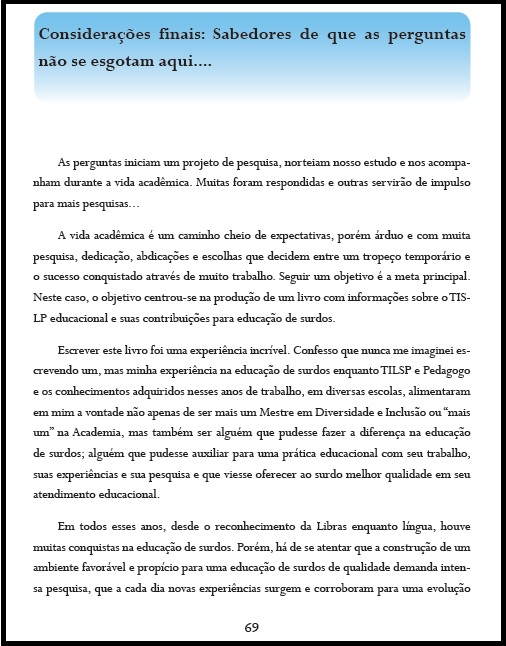 Considerações finais: Sabedores de que as perguntas
não se esgotam aqui....
As perguntas iniciam um projeto de pesquisa, norteiam nosso estudo e nos acompa-
nham durante a vida acadêmica. Muitas foram respondidas e outras servirão de impulso
para mais pesquisas…
A vida acadêmica é um caminho cheio de expectativas, porém árduo e com muita
pesquisa, dedicação, abdicações e escolhas que decidem entre um tropeço temporário e
o sucesso conquistado através de muito trabalho. Seguir um objetivo é a meta principal.
Neste caso, o objetivo centrou-se na produção de um livro com informações sobre o TIS-
LP educacional e suas contribuições para educação de surdos.
Escrever este livro foi uma experiência incrível. Confesso que nunca me imaginei es-
crevendo um, mas minha experiência na educação de surdos enquanto TILSP e Pedagogo
e os conhecimentos adquiridos nesses anos de trabalho, em diversas escolas, alimentaram
em mim a vontade não apenas de ser mais um Mestre em Diversidade e Inclusão ou “mais
um” na Academia, mas também ser alguém que pudesse fazer a diferença na educação
de surdos; alguém que pudesse auxiliar para uma prática educacional com seu trabalho,
suas experiências e sua pesquisa e que viesse oferecer ao surdo melhor qualidade em seu
atendimento educacional.
Em todos esses anos, desde o reconhecimento da Libras enquanto língua, houve
muitas conquistas na educação de surdos. Porém, há de se atentar que a construção de um
ambiente favorável e propício para uma educação de surdos de qualidade demanda inten-
sa pesquisa, que a cada dia novas experiências surgem e corroboram para uma evolução
69